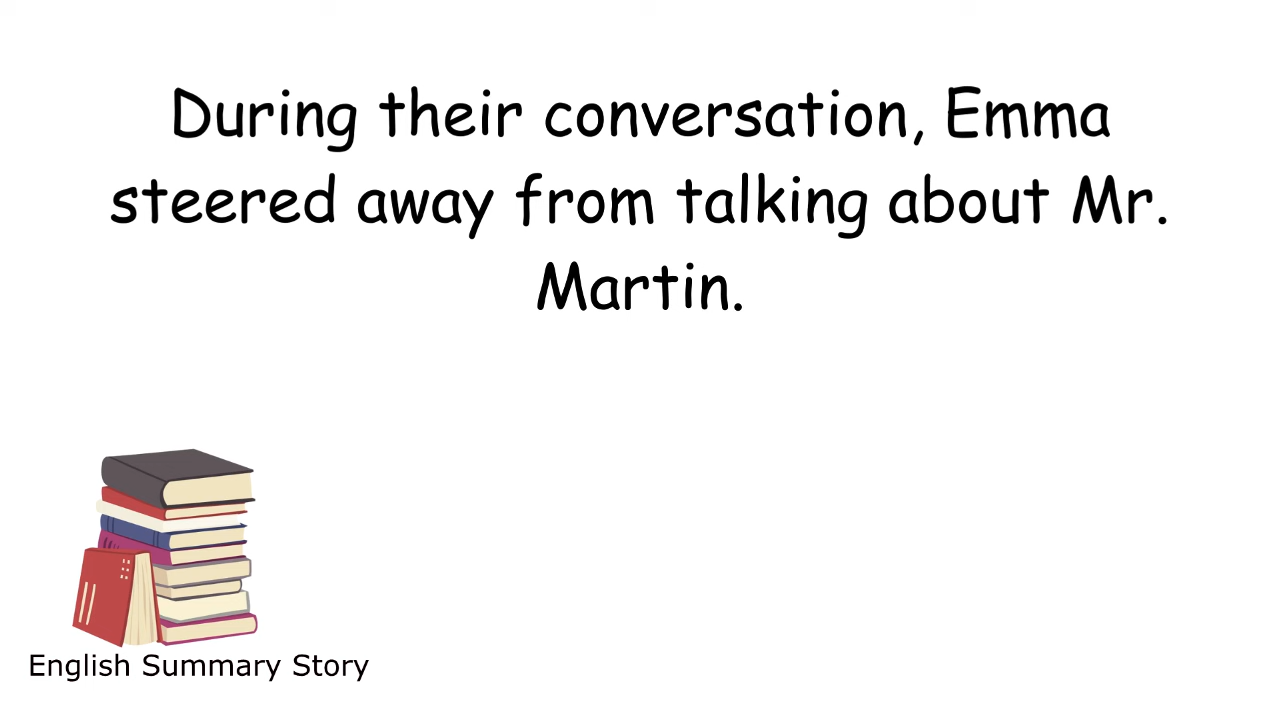 During their conversation, Emma
steered away from talking about Mr.
Martin.
English Summary Story